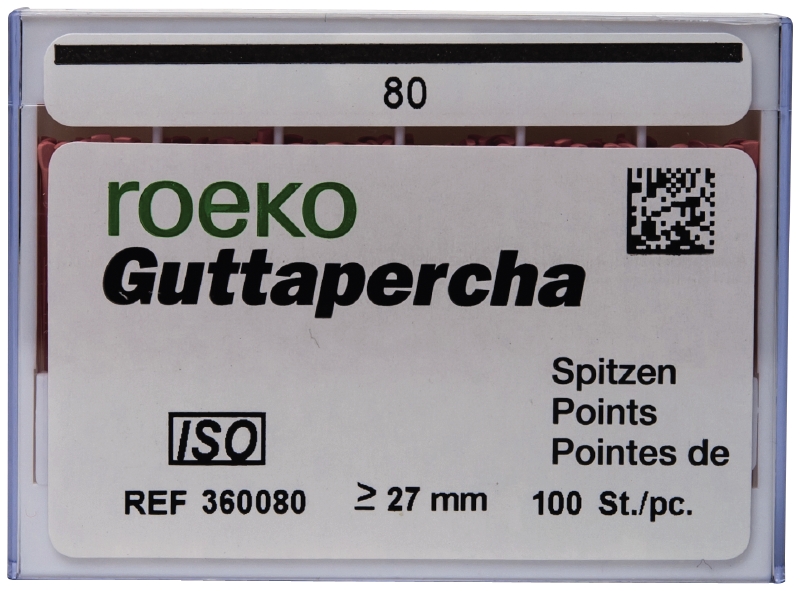 80
roeko
Guttapercha
Spitzen
Points
Pointes de
ISO
REF 360080 ≥ 27 mm 100 St./pc.